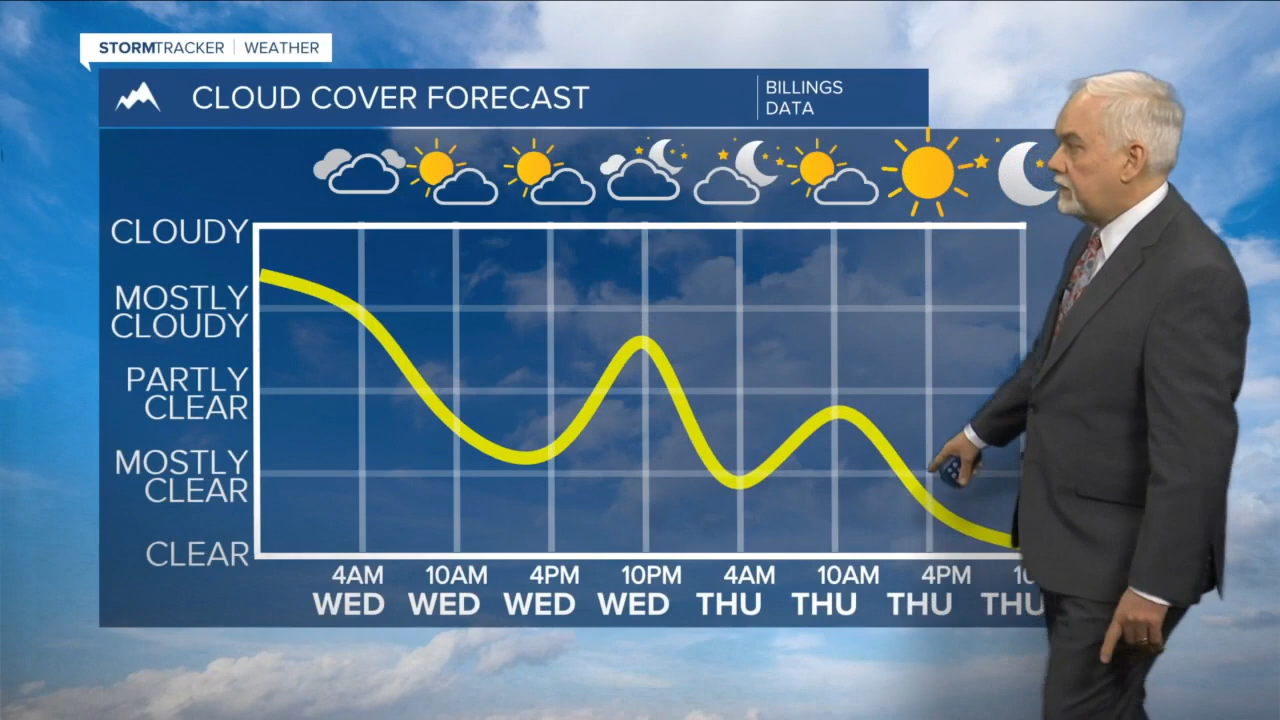 STORMTRACKER | WEATHER
CLOUD COVER FORECAST
BILLINGS
DATA
CLOUDY
MOSTLY
CLOUDY
PARTLY
CLEAR
MOSTLY
CLEAR
CLEAR
4AM 10AM 4PM 10PM 4AM 10AM 4PM 10
WED WED WED WED THU THU THU THU